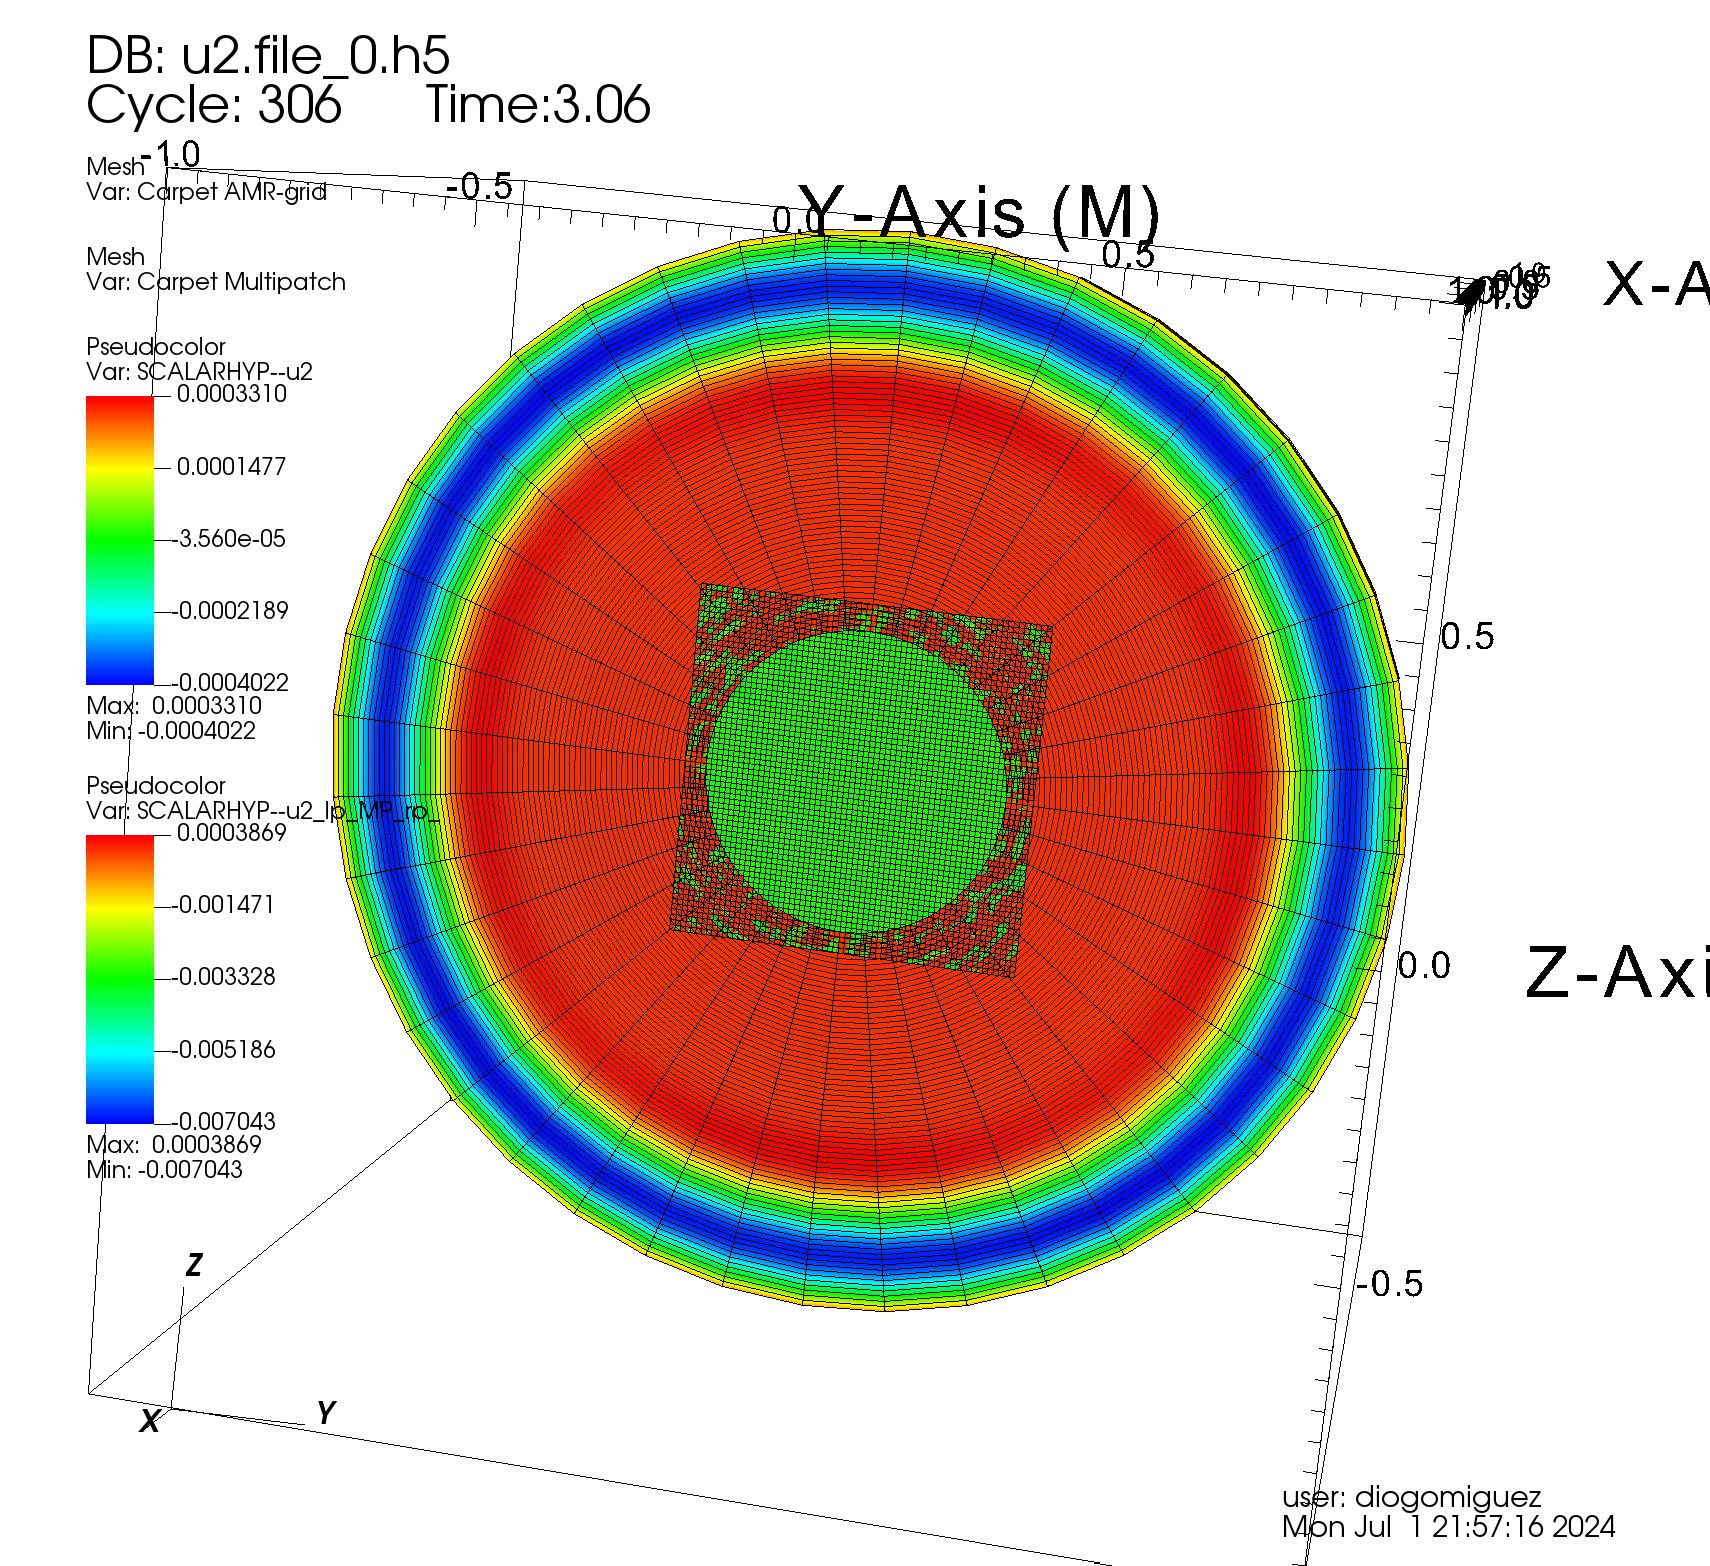 DB: u2.file_0.h5
Cycle: 306 Time:3.06
Mesh
Var: Carpet AMR-grid
Mesh
Var: Carpet Multipatch
Pseudocolor
Var: SCALARHYP--u2
0.0003310
0.0001477
-3.560e-05
-0.0002189
-0.0004022
Max: 0.0003310
Min: -0.0004022
Pseudocolor
Var: SCALARHYP--u2_lp_MP_ro_
0.0003869
-0.001471
-0.003328
-0.005186
-0.007043
Max: 0.0003869
Min: -0.007043
-1.0
-0.5
0.0
Y-Axis (M)
0.5
X-A
0.5
0.0
Z-Axi
-0.5
Z
Y
X
user: diogomiguez
Mon Jul 1 21:57:16 2024